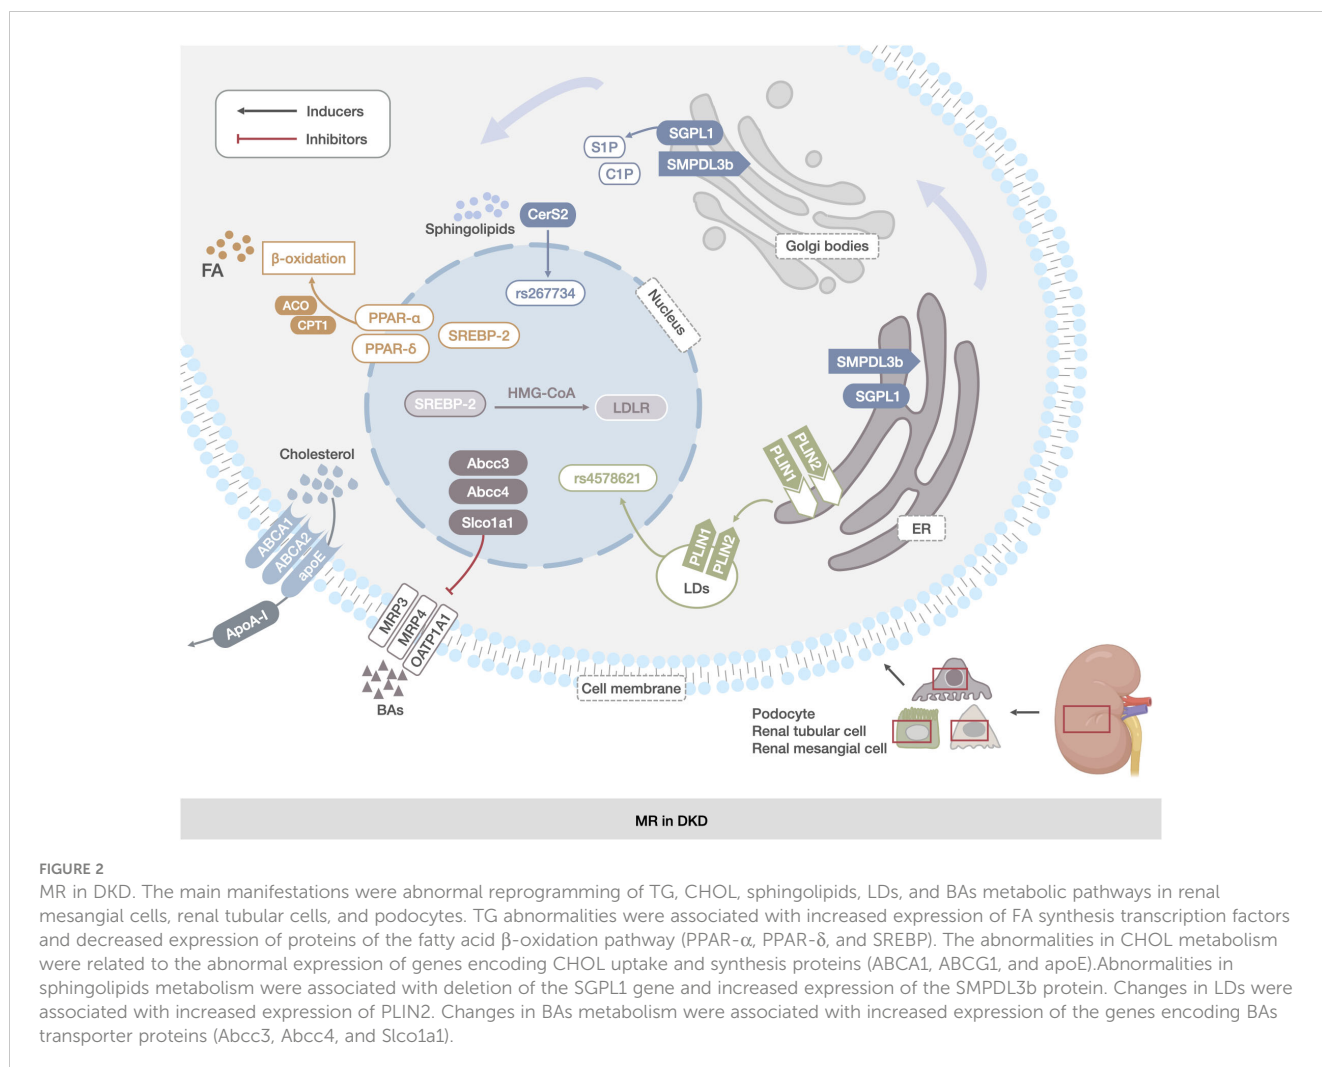 Inducers
Inhibitors
SGPL1
S1P
SMPDL3b
C1P
Sphingolipids
CerS2
Golgi bodies
FA
β-oxidation
rs267734
Nucleus
ACO
CPT1
PPAR-α
PPAR-δ
SREBP-2
SMPDL3b
SGPL1
SREBP-2
HMG-CoA
LDLR
Cholesterol
Abcc3
Abcc4
Slco1a1
rs4578621
PLIN1
PLIN2
ER
ABCA1
ABCA2
apoE
PLIN1
PLIN2
LDs
ApoA-I
MRP3
MRP4
OATP1A1
BAs
Cell membrane
Podocyte
Renal tubular cell
Renal mesangial cell
MR in DKD
FIGURE 2
MR in DKD. The main manifestations were abnormal reprogramming of TG, CHOL, sphingolipids, LDs, and BAs metabolic pathways in renal
mesangial cells, renal tubular cells, and podocytes. TG abnormalities were associated with increased expression of FA synthesis transcription factors
and decreased expression of proteins of the fatty acid β-oxidation pathway (PPAR-α, PPAR-δ, and SREBP). The abnormalities in CHOL metabolism
were related to the abnormal expression of genes encoding CHOL uptake and synthesis proteins (ABCA1, ABCG1, and apoE).Abnormalities in
sphingolipids metabolism were associated with deletion of the SGPL1 gene and increased expression of the SMPDL3b protein. Changes in LDs were
associated with increased expression of PLIN2. Changes in BAs metabolism were associated with increased expression of the genes encoding BAs
transporter proteins (Abcc3, Abcc4, and Slco1a1).